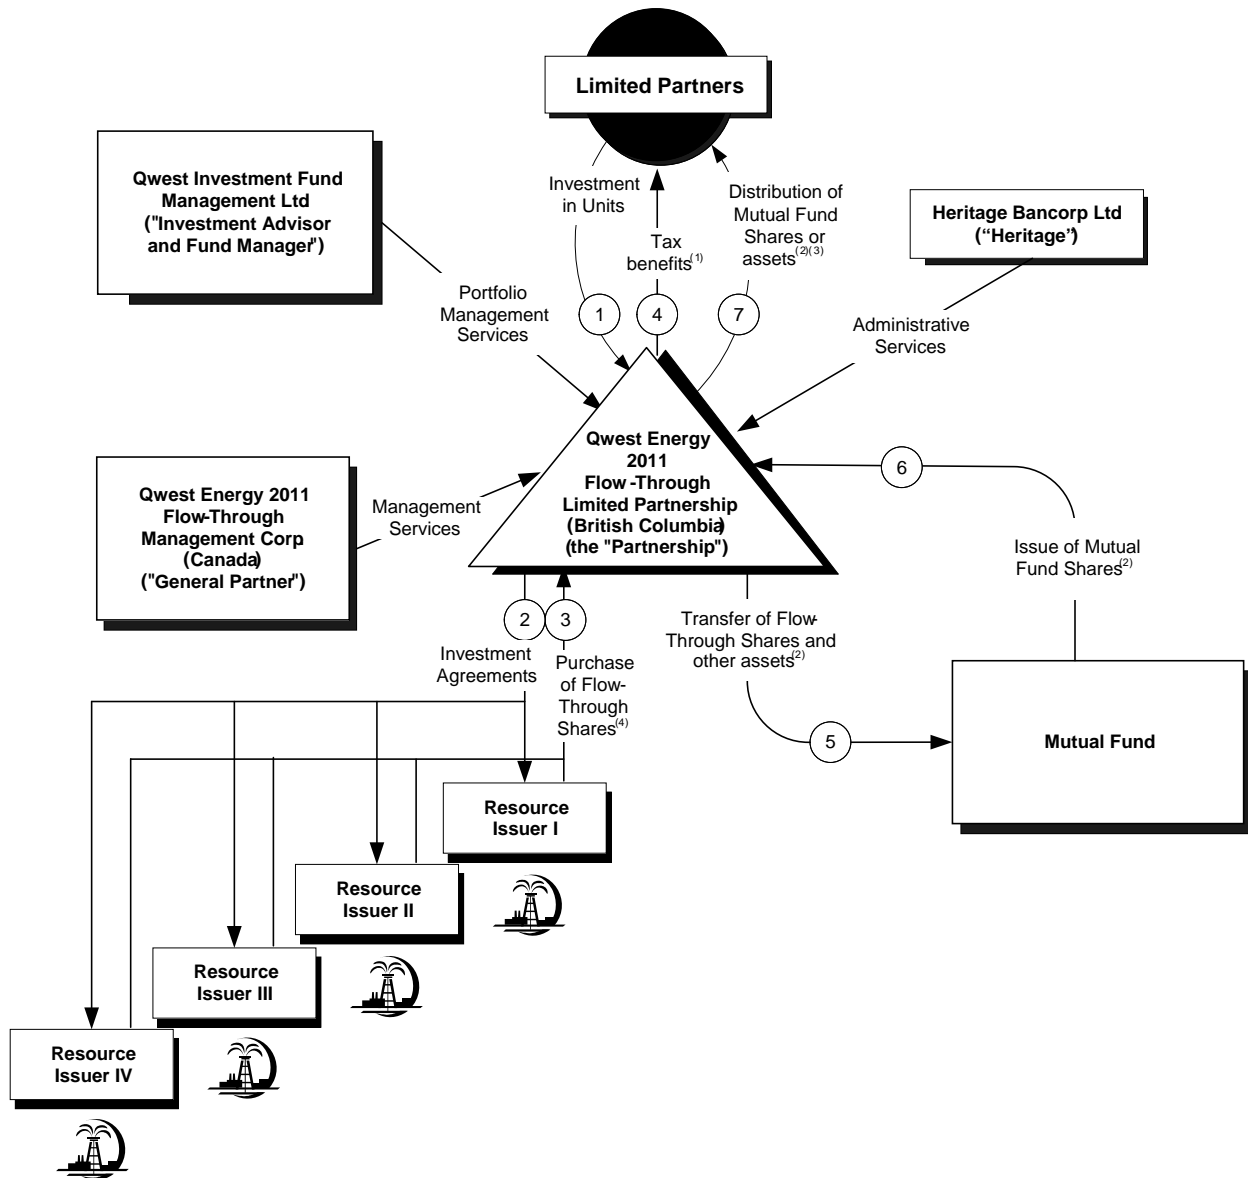 Limited Partners
Qwest Investment Fund
Management Ltd
("Investment Advisor
and Fund Manager")
Investment
in Units
Tax
benefits(1)
Distribution of
Mutual Fund
Shares or
assets(2)(3)
Heritage Bancorp Ltd
(“Heritage”)
Portfolio
Management
Services
1
4
7
Administrative
Services
Qwest Energy
2011
Flow -Through
Limited Partnership
(British Columbia)
(the "Partnership")
6
Qwest Energy 2011
Flow-Through
Management Corp
(Canada)
("General Partner")
Management
Services
Issue of Mutual
Fund Shares(2)
2
3
Transfer of Flow-
Through Shares and
other assets(2)
Investment
Agreements
Purchase
of Flow-
Through
Shares(4)
5
Mutual Fund
Resource
Issuer I
Resource
Issuer II
Resource
Issuer III
Resource
Issuer IV